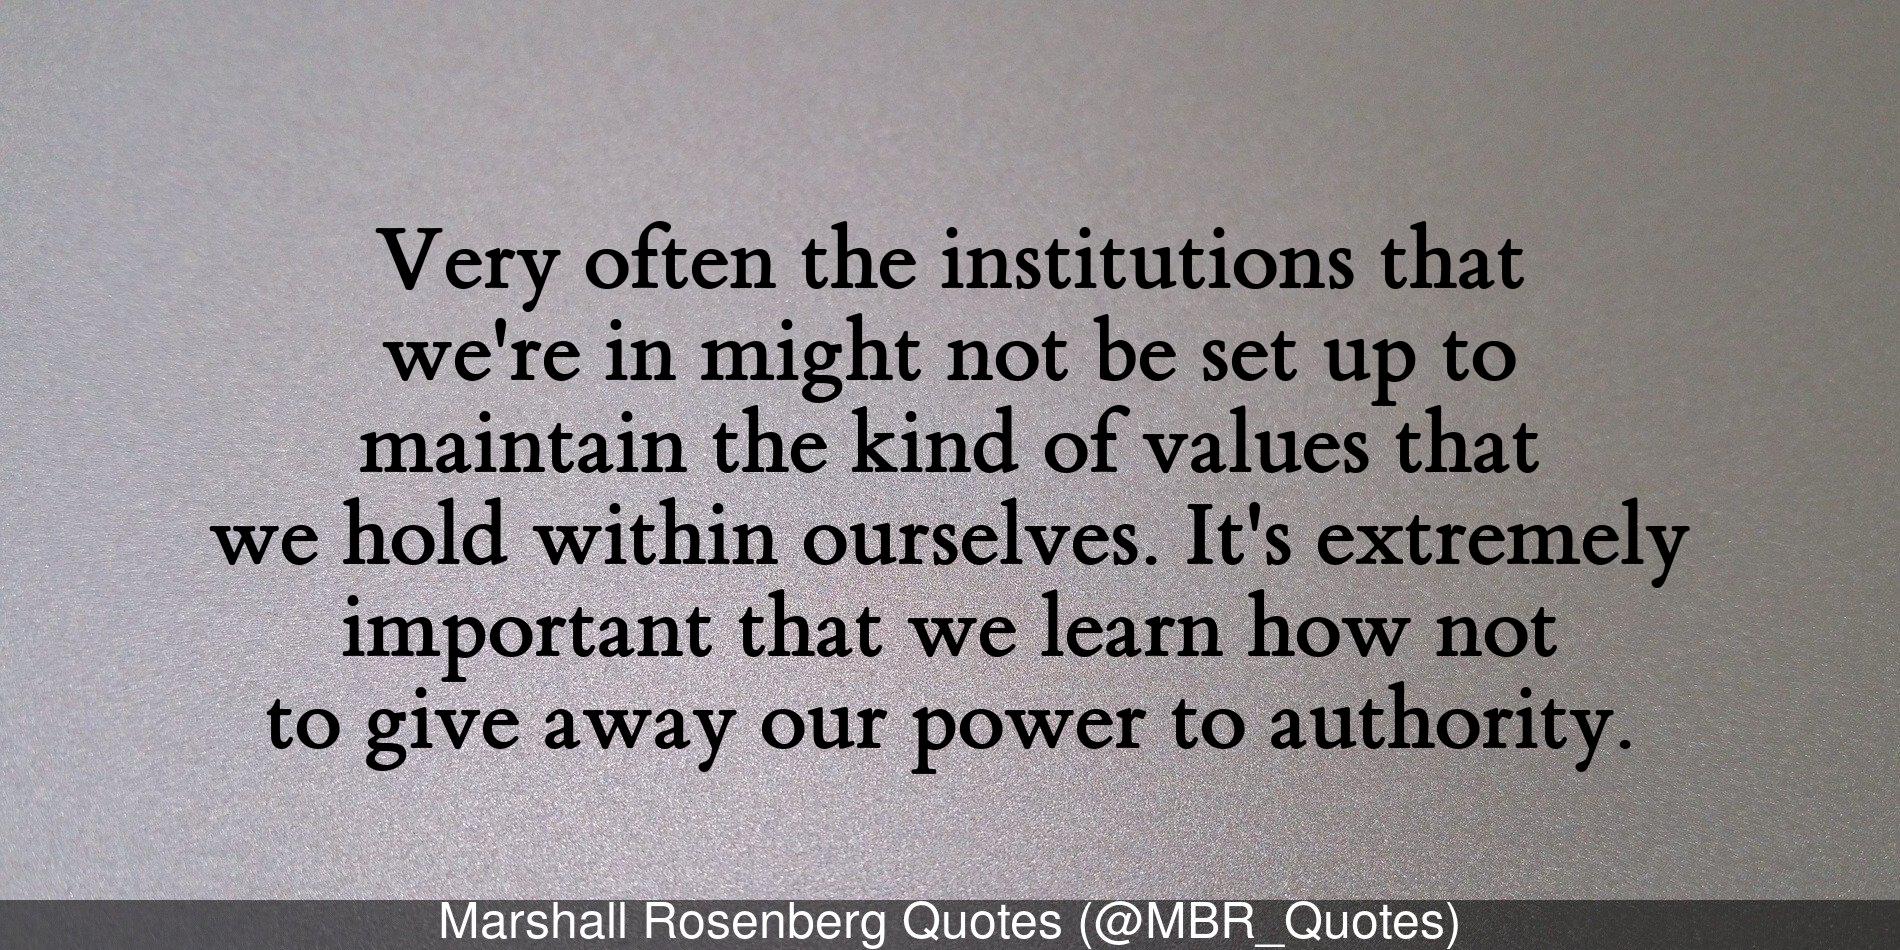 Very often the institutions that
we're in might not be set up to
maintain the kind of values that
we hold within ourselves. It's extremely
important that we learn how not
to give away our power to authority.
Marshall Rosenberg Quotes (@MBR_Quotes)